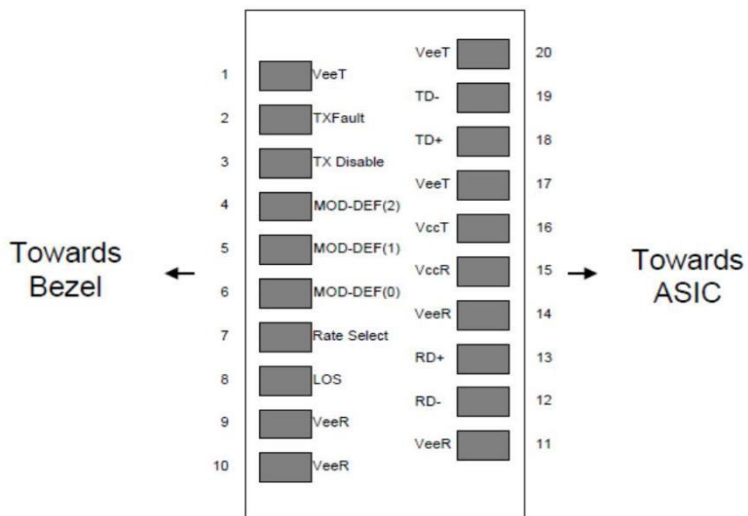 VeeT 20
1 VeeT
TD- 19
2 TXFault
TD+ 18
3 TX Disable
VeeT 17
4 MOD-DEF(2)
VccT 16
5 MOD-DEF(1)
Towards
Bezel
VccR 15
Towards
ASIC
6 MOD-DEF(0)
VeeR 14
7 Rate Select
RD+ 13
8 LOS
RD- 12
9 VeeR
VeeR 11
10 VeeR